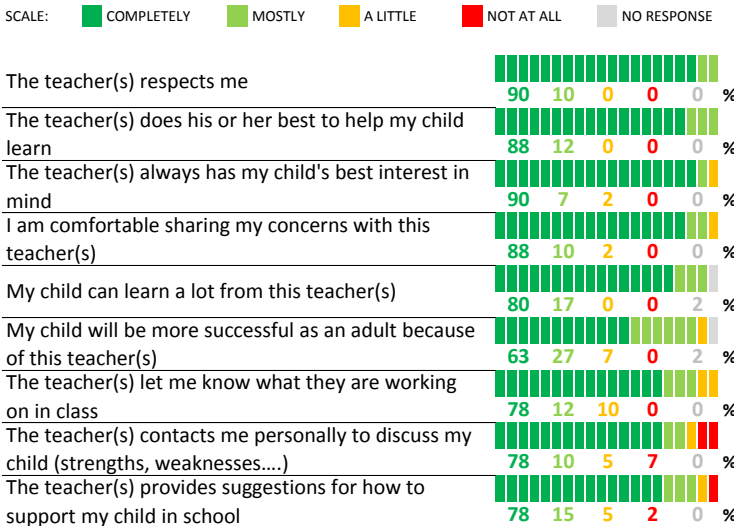 SCALE: COMPLETELY MOSTLY A LITTLE NOT AT ALL NO RESPONSE
The teacher(s) respects me
90 10 0 0 0 %
The teacher(s) does his or her best to help my child
learn
88 12 0 0 0 %
The teacher(s) always has my child's best interest in
mind
90 7 2 0 0 %
I am comfortable sharing my concerns with this
teacher(s)
88 10 2 0 0 %
My child can learn a lot from this teacher(s)
80 17 0 0 2 %
My child will be more successful as an adult because
of this teacher(s)
63 27 7 0 2 %
The teacher(s) let me know what they are working
on in class
78 12 10 0 0 %
The teacher(s) contacts me personally to discuss my
child (strengths, weaknesses....)
78 10 5 7 0 %
The teacher(s) provides suggestions for how to
support my child in school
78 15 5 2 0 %